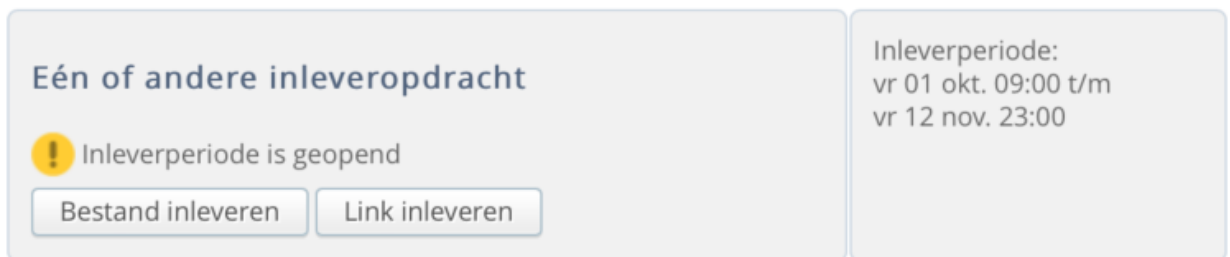 Eén of andere inleveropdracht
Inleverperiode is geopend
Bestand inleveren
Link inleveren
Inleverperiode:
vr 01 okt. 09:00 t/m
vr 12 nov. 23:00